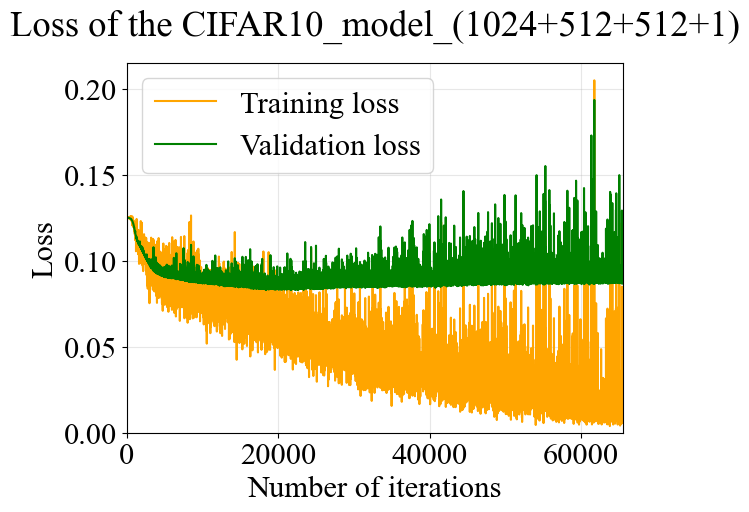 Loss of the CIFAR10_model_(1024+512+512+1)
Training loss
Validation loss
Loss
0.20
0.15
0.10
0.05
0.00
0
20000
40000
60000
Number of iterations